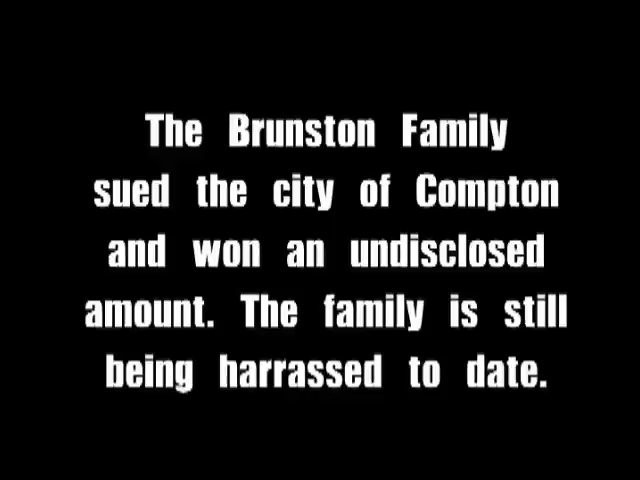 The Brunston Family
sued the city of Compton
and won an undisclosed
amount. The family is still
being harrassed to date.